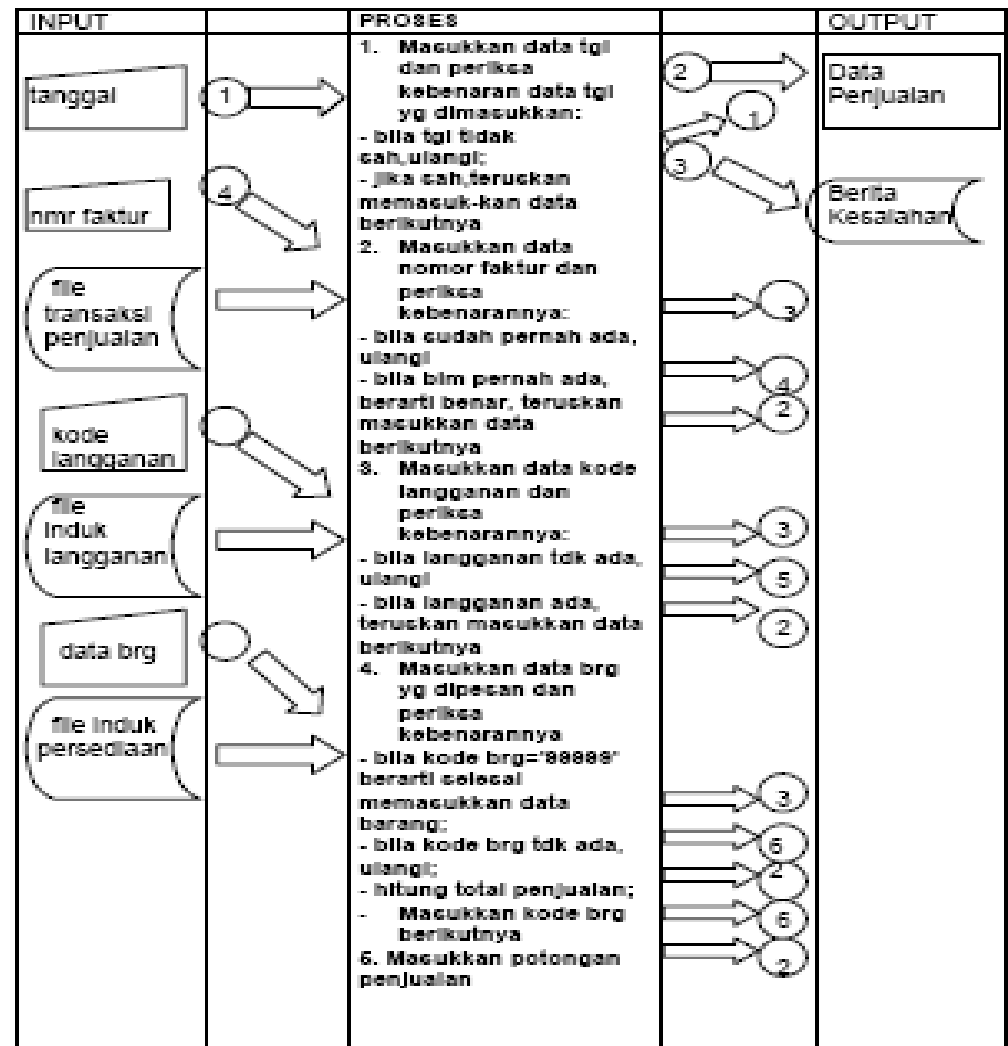 INPUT
PROSES
OUTPUT
tanggal
1
nmr faktur
4
file
transaksi
penjualan
kode
langganan
file
Induk
langganan
data brg
file Induk
persediaan
1. Masukkan data tgl
dan periksa
kebenaran data tgl
yg dimasukkan:
- bila tgl tidak
sah,ulangi;
- jika sah,teruskan
memasuk-kan data
berikutnya
2. Masukkan data
nomor faktur dan
periksa
kebenarannya:
- bila sudah pernah ada,
ulangi
- bila blm pernah ada,
berarti benar, teruskan
masukkan data
berikutnya
3. Masukkan data kode
langganan dan
periksa
kebenarannya:
- bila langganan tdk ada,
ulangi
- bila langganan ada,
teruskan masukkan data
berikutnya
4. Masukkan data brg
yg dipesan dan
periksa
kebenarannya
- bila kode brg='99999'
berarti selesai
memasukkan data
barang;
- bila kode brg tdk ada,
ulangi;
- hitung total penjualan;
- Masukkan kode brg
berikutnya
5. Masukkan potongan
penjualan
2
1
3
3
4
2
3
5
2
3
6
2
6
2
Data
Penjualan
Berita
Kesalahan